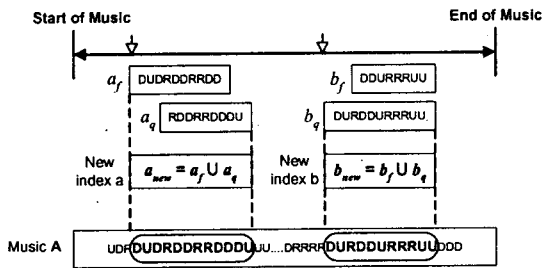 Start of Music
End of Music
a_f DUDRDDRRDD
b_f DDURRRUU
a_q RDDRRDDDU
b_q DURDDURRRUU
New index a
a_new = a_f ∪ a_q
New index b
b_new = b_f ∪ b_q
Music A UDRDUDRDDRRDDDUUU....DRRRRDURDDURRRUUDDD